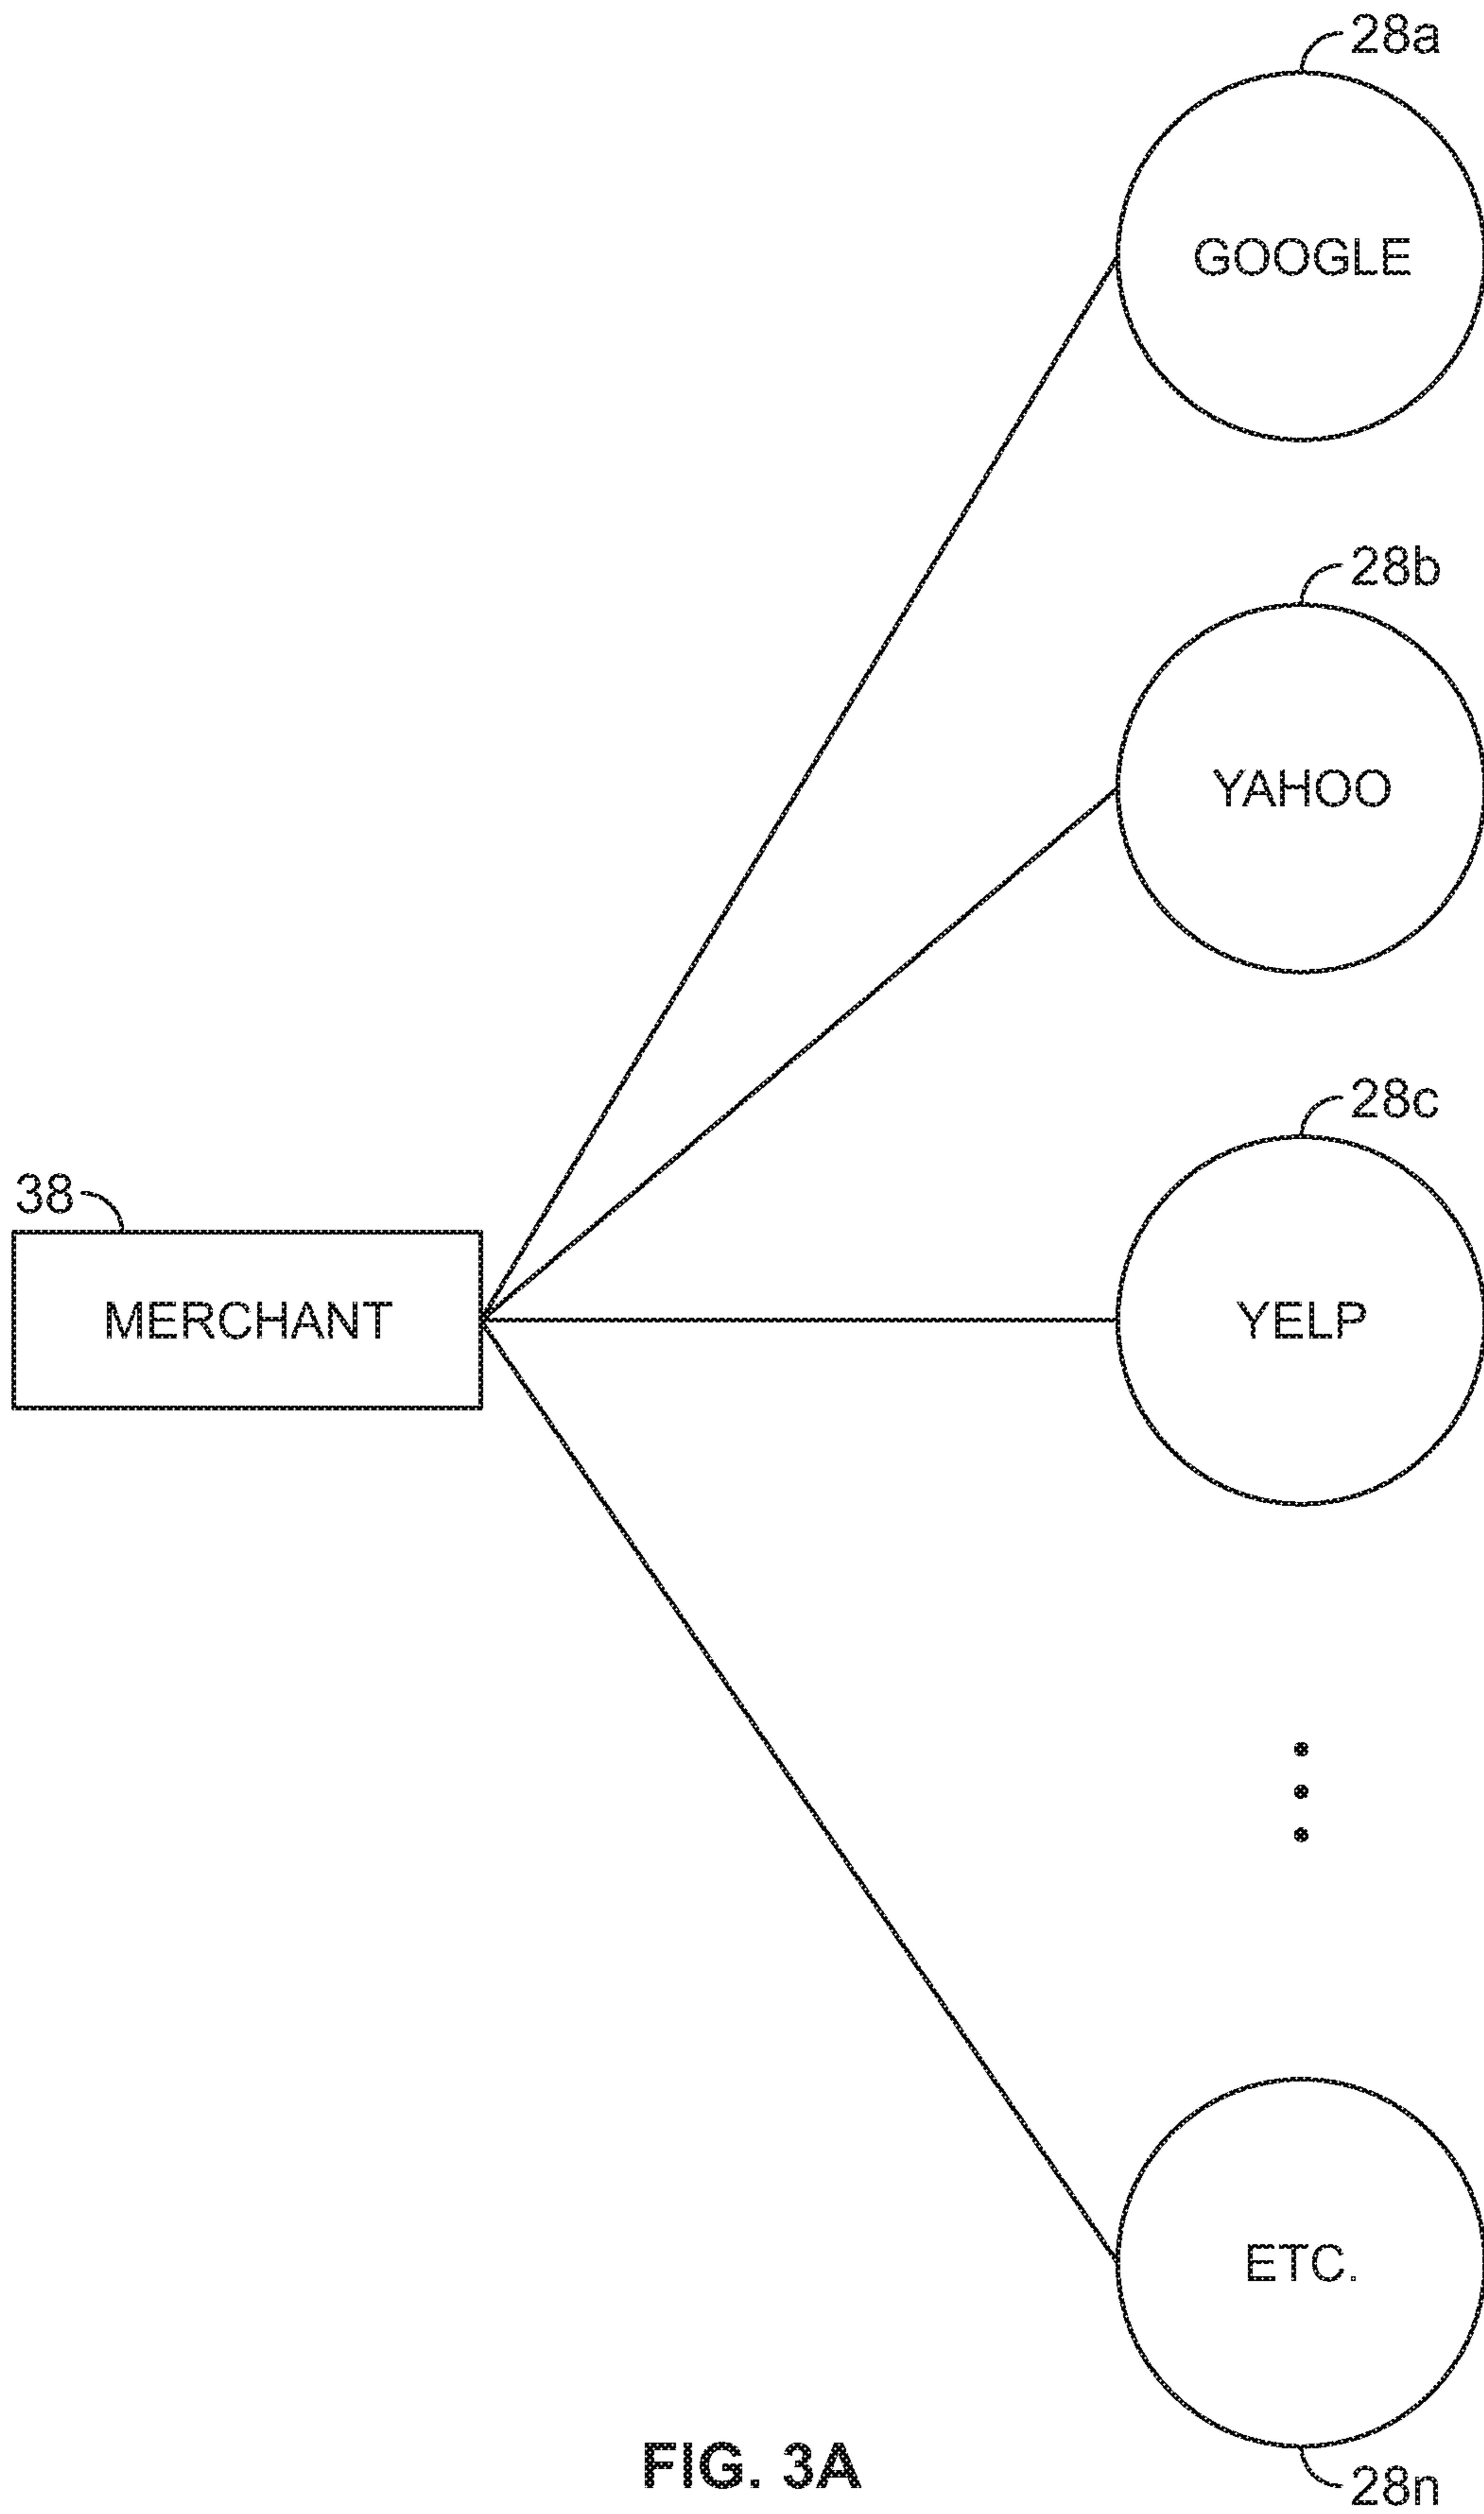 28a
GOOGLE
28b
YAHOO
28c
38
MERCHANT
YELP
ETC.
FIG. 3A
28n